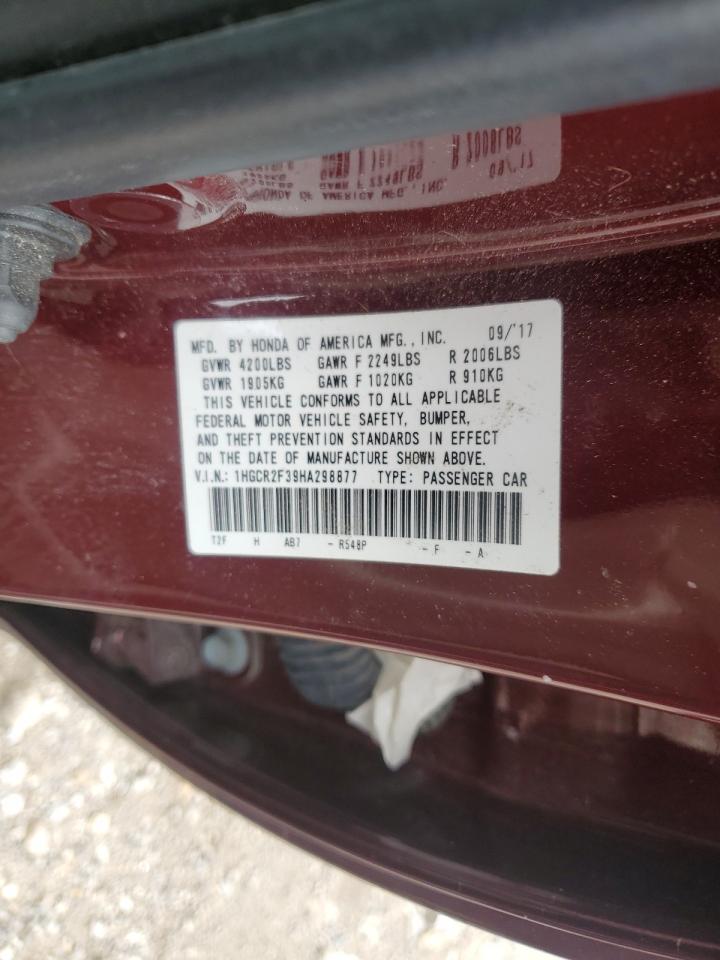 MFD. BY HONDA OF AMERICA MFG., INC. 09/'17
GVWR 4200LBS GAWR F 2249LBS R 2006LBS
GVWR 1905KG GAWR F 1020KG R 910KG
THIS VEHICLE CONFORMS TO ALL APPLICABLE
FEDERAL MOTOR VEHICLE SAFETY, BUMPER,
AND THEFT PREVENTION STANDARDS IN EFFECT
ON THE DATE OF MANUFACTURE SHOWN ABOVE.
V.I.N.: 1HGCR2F39HA298877 TYPE: PASSENGER CAR
T2F H AB7 - R548P - F - A